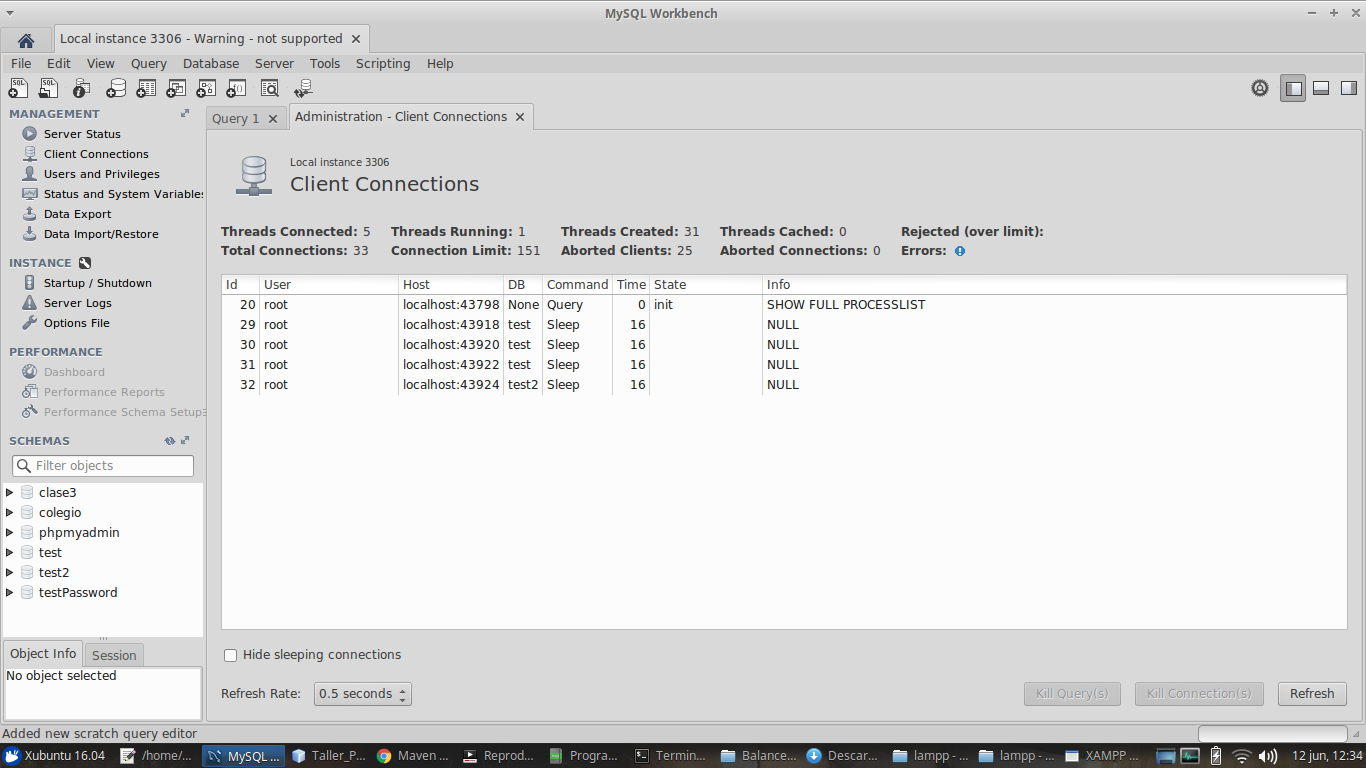 MySQL Workbench
Local instance 3306 - Warning - not supported
File Edit View Query Database Server Tools Scripting Help
MANAGEMENT
Server Status
Client Connections
Users and Privileges
Status and System Variables
Data Export
Data Import/Restore
INSTANCE
Startup / Shutdown
Server Logs
Options File
PERFORMANCE
Dashboard
Performance Reports
Performance Schema Setup
SCHEMAS
Filter objects
clase3
colegio
phpmyadmin
test
test2
testPassword
Object Info Session
No object selected
Query 1 Administration - Client Connections
Local instance 3306
Client Connections
Threads Connected: 5 Threads Running: 1 Threads Created: 31 Threads Cached: 0 Rejected (over limit):
Total Connections: 33 Connection Limit: 151 Aborted Clients: 25 Aborted Connections: 0 Errors:
Id User Host DB Command Time State Info
20 root localhost:43798 None Query 0 init SHOW FULL PROCESSLIST
29 root localhost:43918 test Sleep 16 NULL
30 root localhost:43920 test Sleep 16 NULL
31 root localhost:43922 test Sleep 16 NULL
32 root localhost:43924 test2 Sleep 16 NULL
Hide sleeping connections
Refresh Rate: 0.5 seconds Kill Query(s) Kill Connection(s) Refresh
Added new scratch query editor
Xubuntu 16.04 /home/... MySQL ... Taller_P... Maven ... Reprod... Progra... Termin... Balance... Descar... lampp - ... lampp - ... XAMPP 12 jun, 12:34